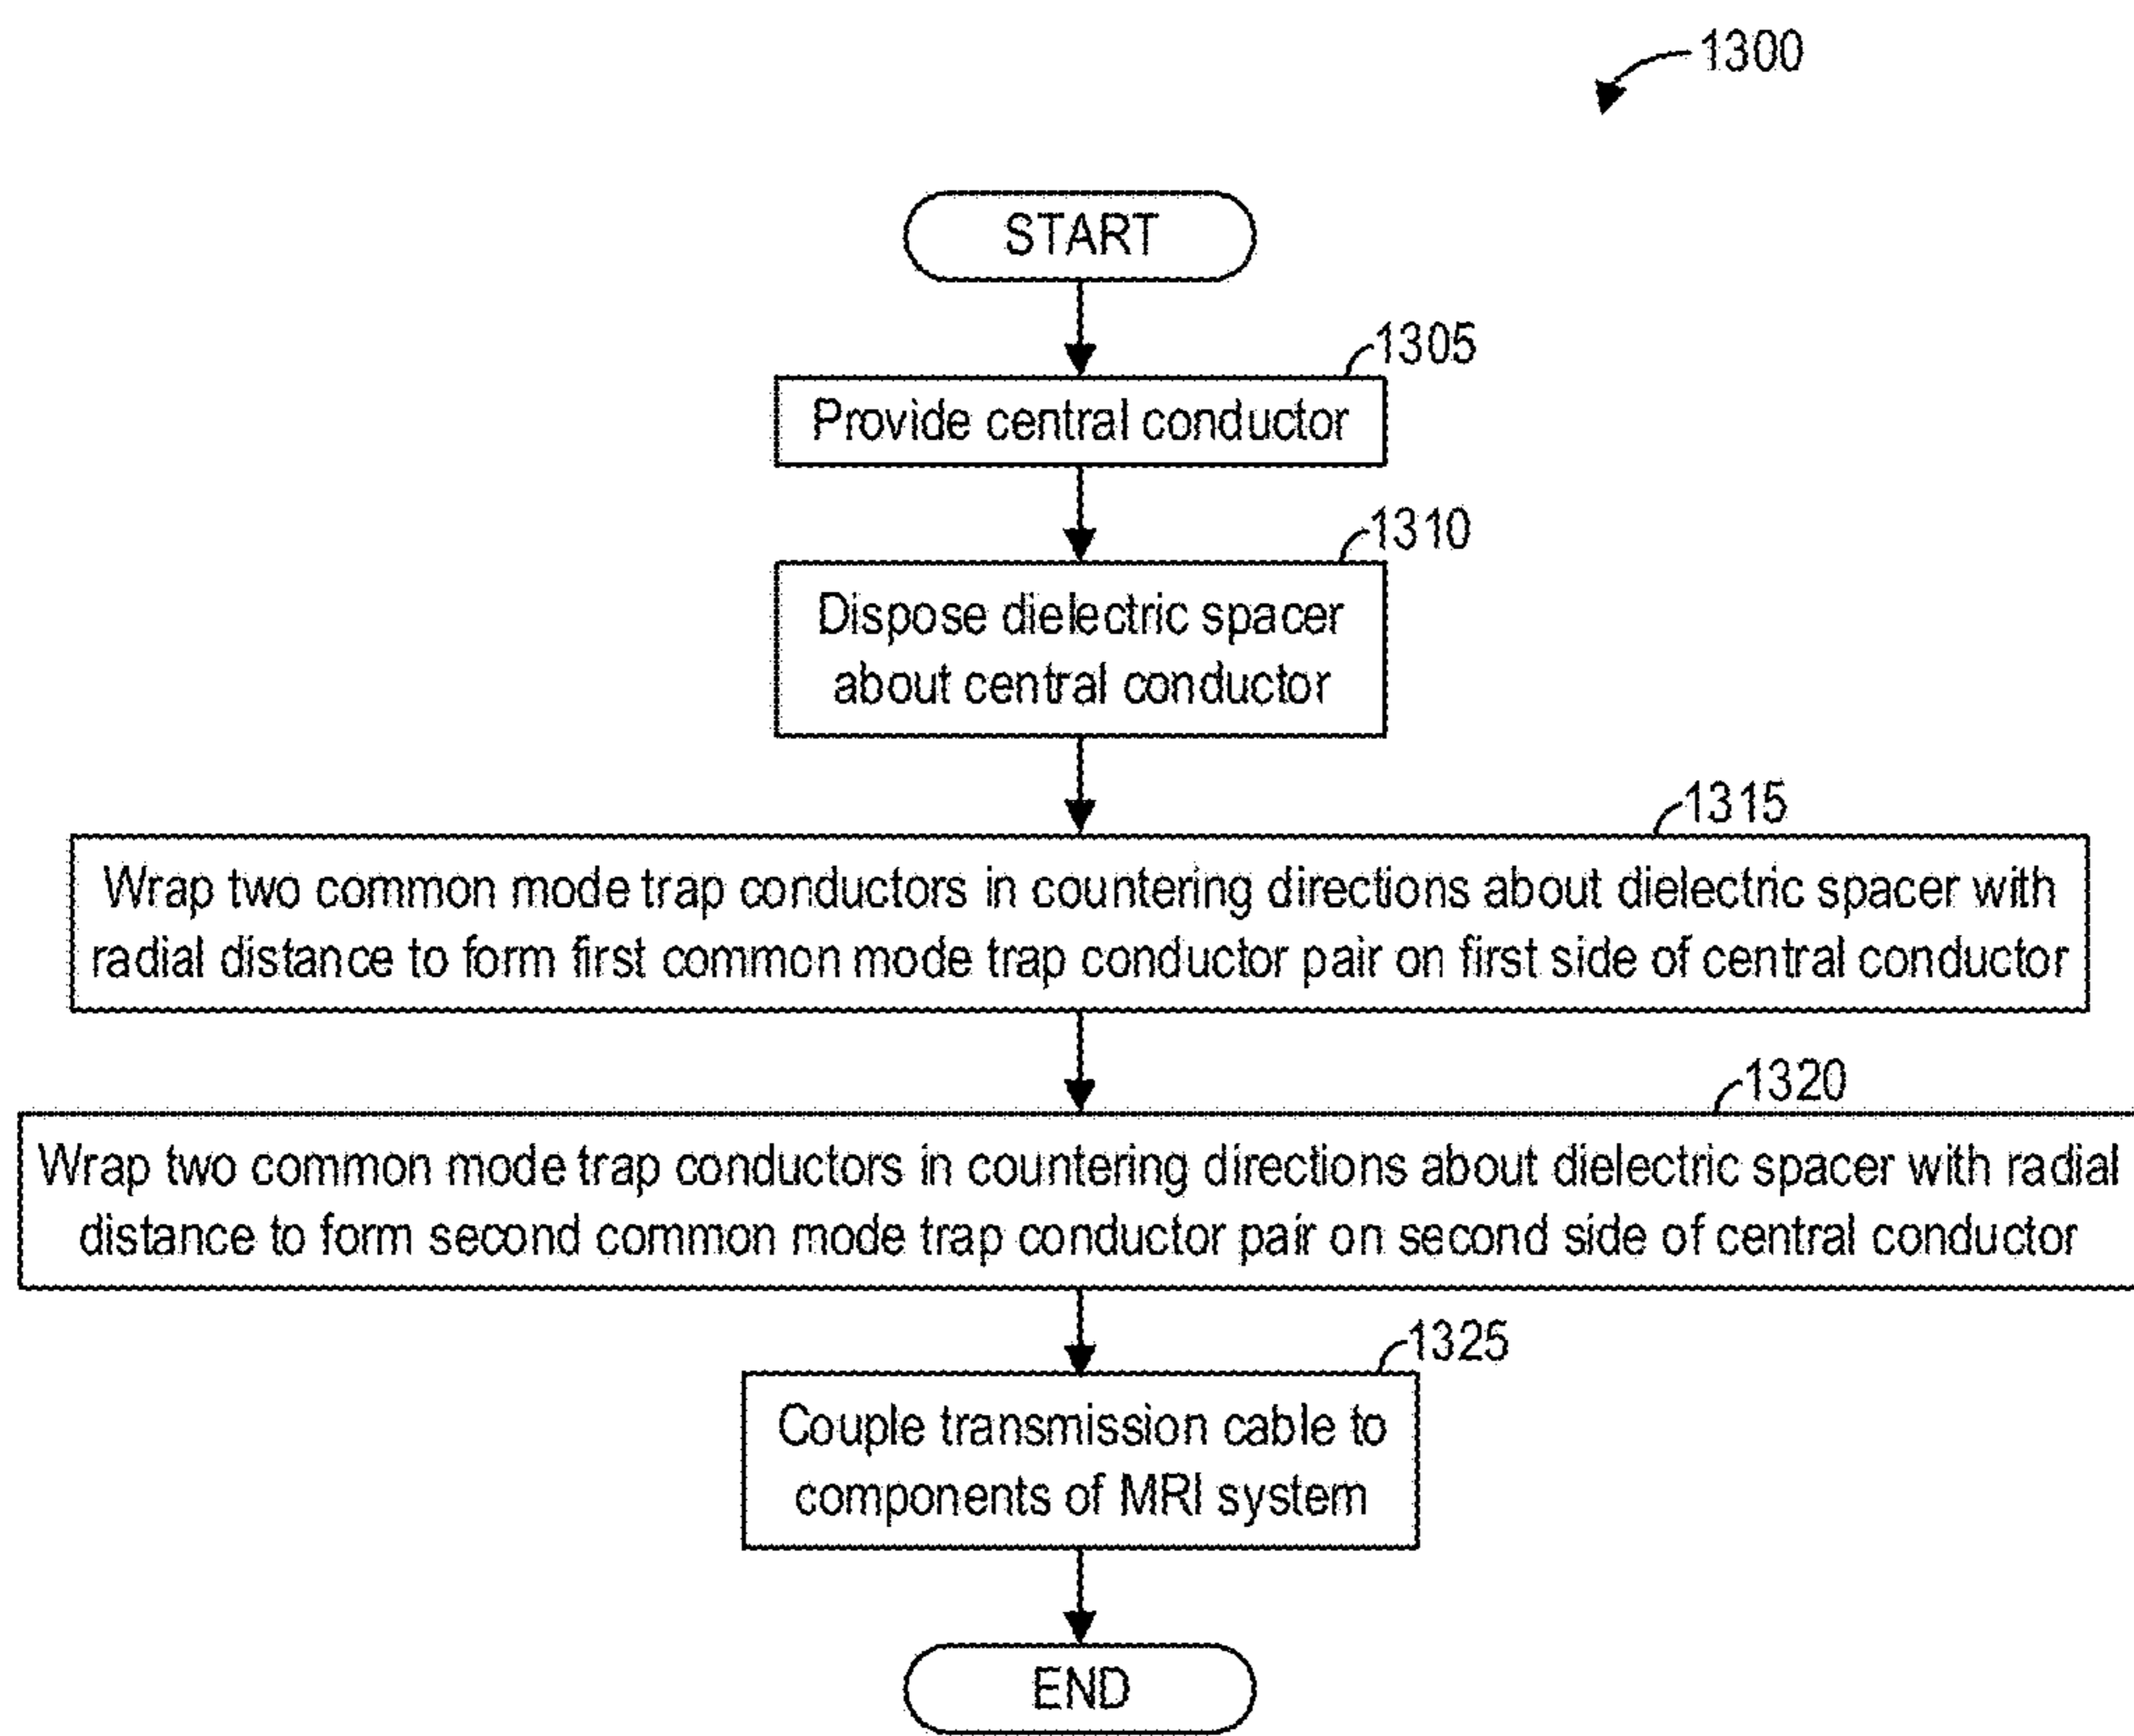 1300
START
1305
Provide central conductor
1310
Dispose dielectric spacer
about central conductor
1315
Wrap two common mode trap conductors in countering directions about dielectric spacer with
radial distance to form first common mode trap conductor pair on first side of central conductor
1320
Wrap two common mode trap conductors in countering directions about dielectric spacer with radial
distance to form second common mode trap conductor pair on second side of central conductor
1325
Couple transmission cable to
components of MRI system
END